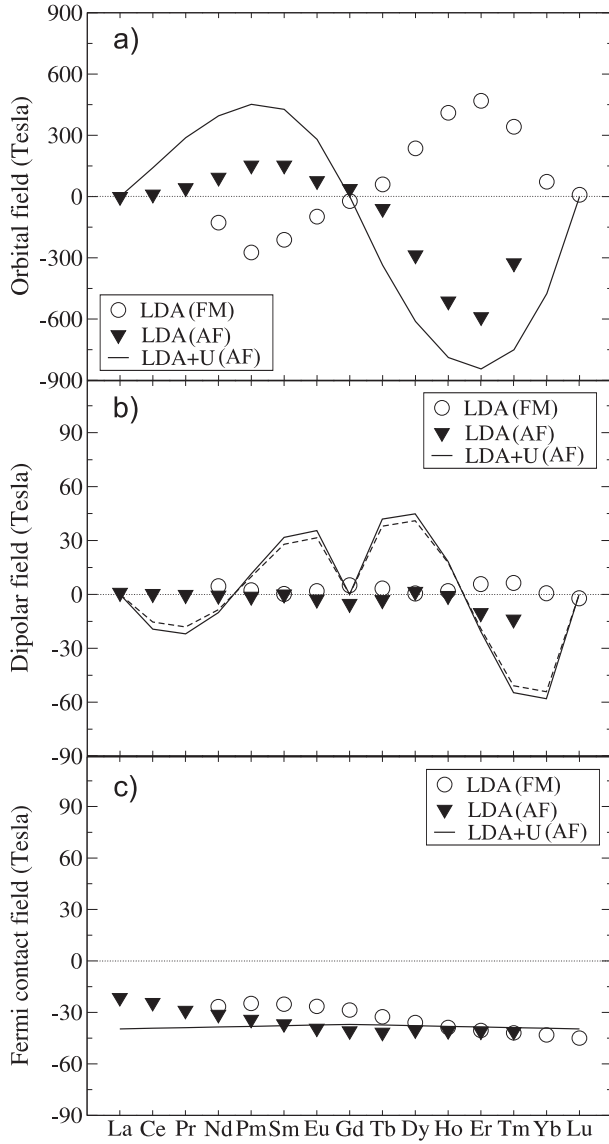 a)
900
600
300
0
-300
-600
-900
Orbital field (Tesla)
LDA (FM)
LDA (AF)
LDA+U (AF)
b)
90
60
30
0
-30
-60
-90
Dipolar field (Tesla)
LDA (FM)
LDA (AF)
LDA+U (AF)
c)
90
60
30
0
-30
-60
-90
Fermi contact field (Tesla)
LDA (FM)
LDA (AF)
LDA+U (AF)
La Ce Pr Nd Pm Sm Eu Gd Tb Dy Ho Er Tm Yb Lu